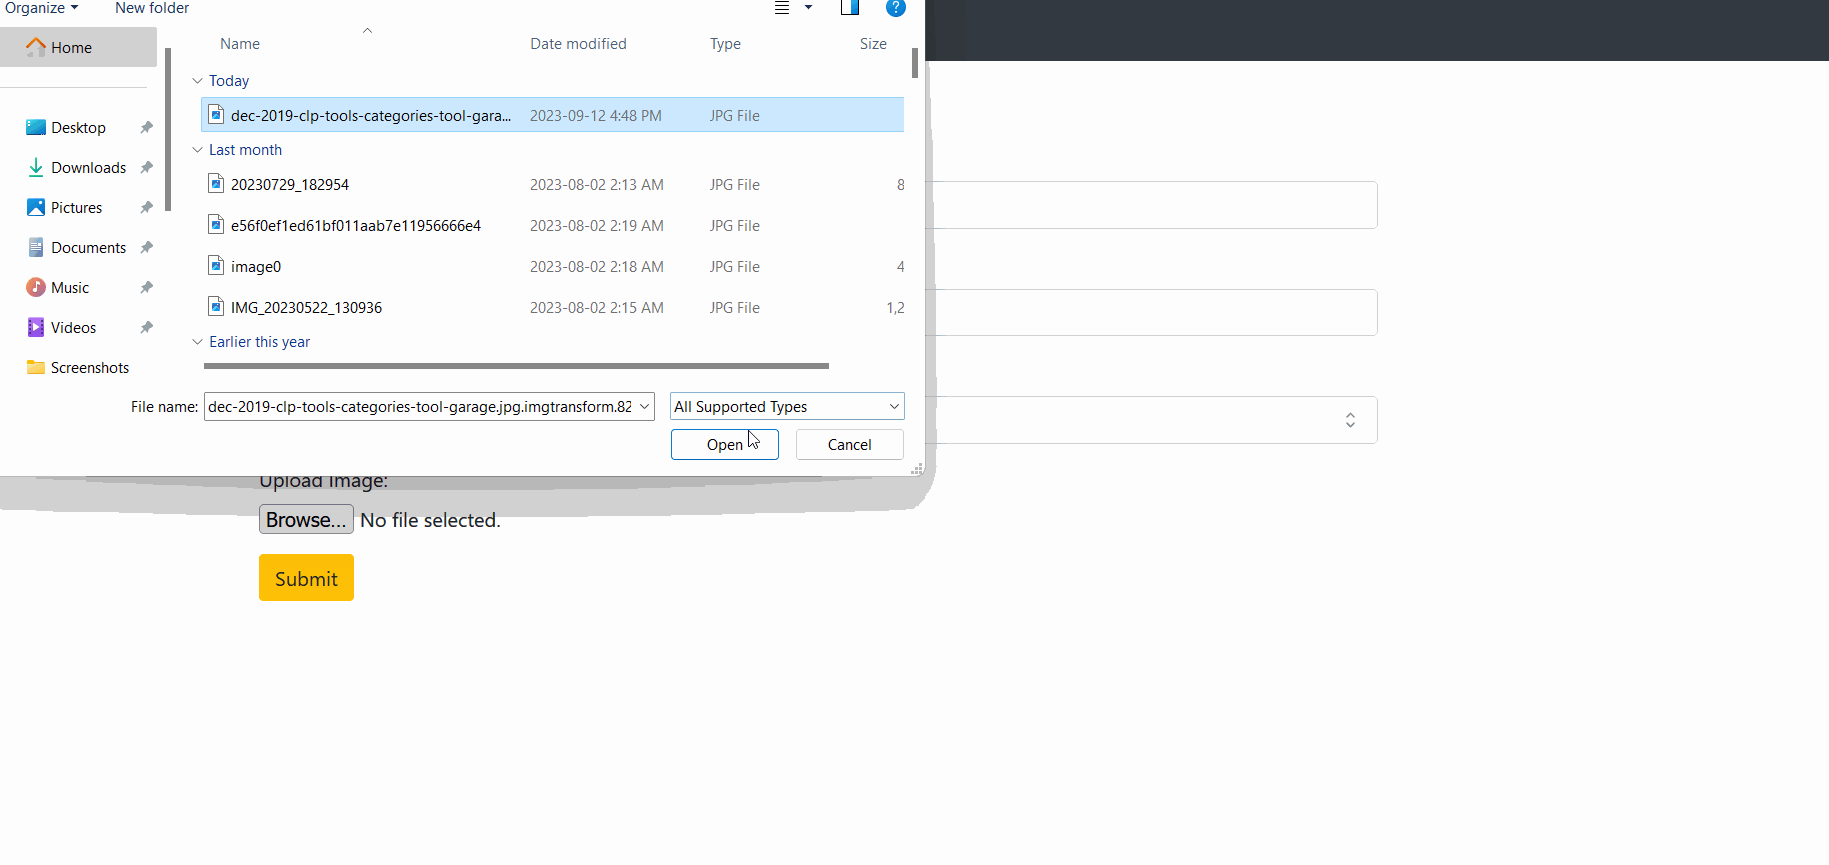 Organize New folder
Home
Name Date modified Type Size
Today
dec-2019-clp-tools-categories-tool-gara... 2023-09-12 4:48 PM JPG File
Desktop
Last month
Downloads
20230729_182954 2023-08-02 2:13 AM JPG File 8
Pictures
e56f0ef1ed61bf011aab7e11956666e4 2023-08-02 2:19 AM JPG File
Documents
image0 2023-08-02 2:18 AM JPG File 4
Music
IMG_20230522_130936 2023-08-02 2:15 AM JPG File 1,2
Videos
Earlier this year
Screenshots
File name: dec-2019-clp-tools-categories-tool-garage.jpg.imgtransform.82 All Supported Types
Open Cancel
Upload Image:
Browse... No file selected.
Submit